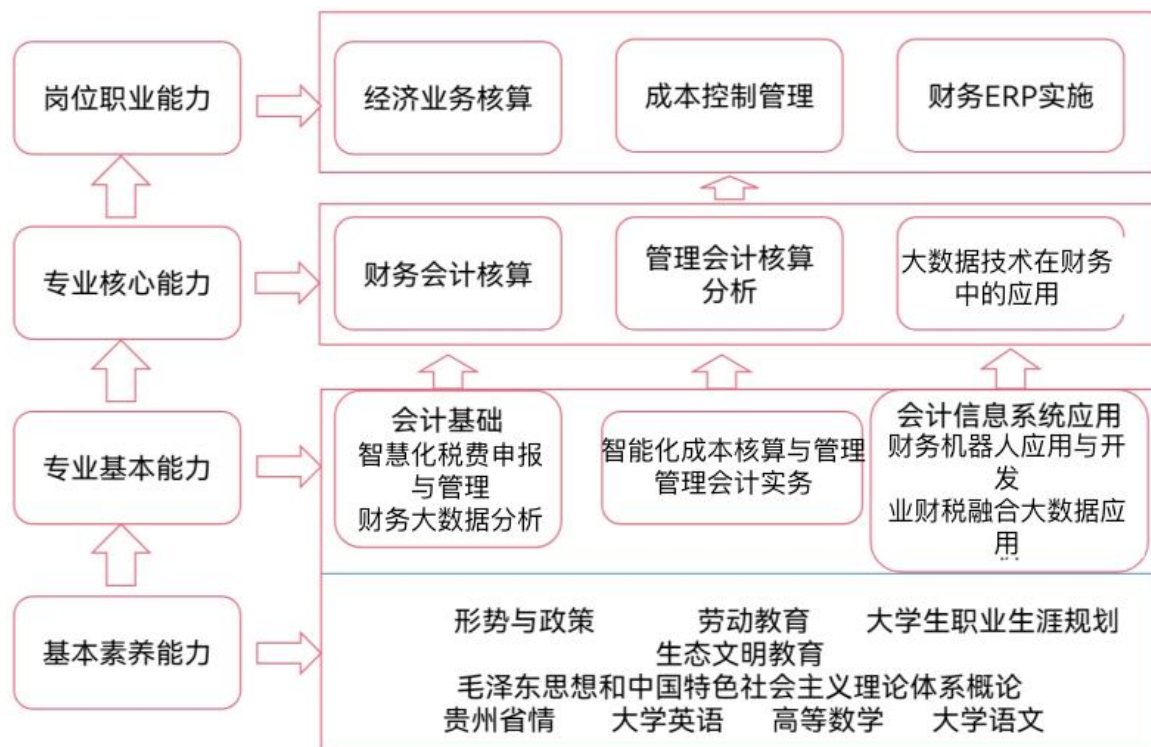 岗位职业能力
经济业务核算
成本控制管理
财务ERP实施
专业核心能力
财务会计核算
管理会计核算
分析
大数据技术在财务
中的应用
专业基本能力
会计基础
智慧化税费申报
与管理
财务大数据分析
智能化成本核算与管理
管理会计实务
会计信息系统应用
财务机器人应用与开
发
业财税融合大数据应
用
基本素养能力
形势与政策 劳动教育 大学生职业生涯规划
生态文明教育
毛泽东思想和中国特色社会主义理论体系概论
贵州省情 大学英语 高等数学 大学语文